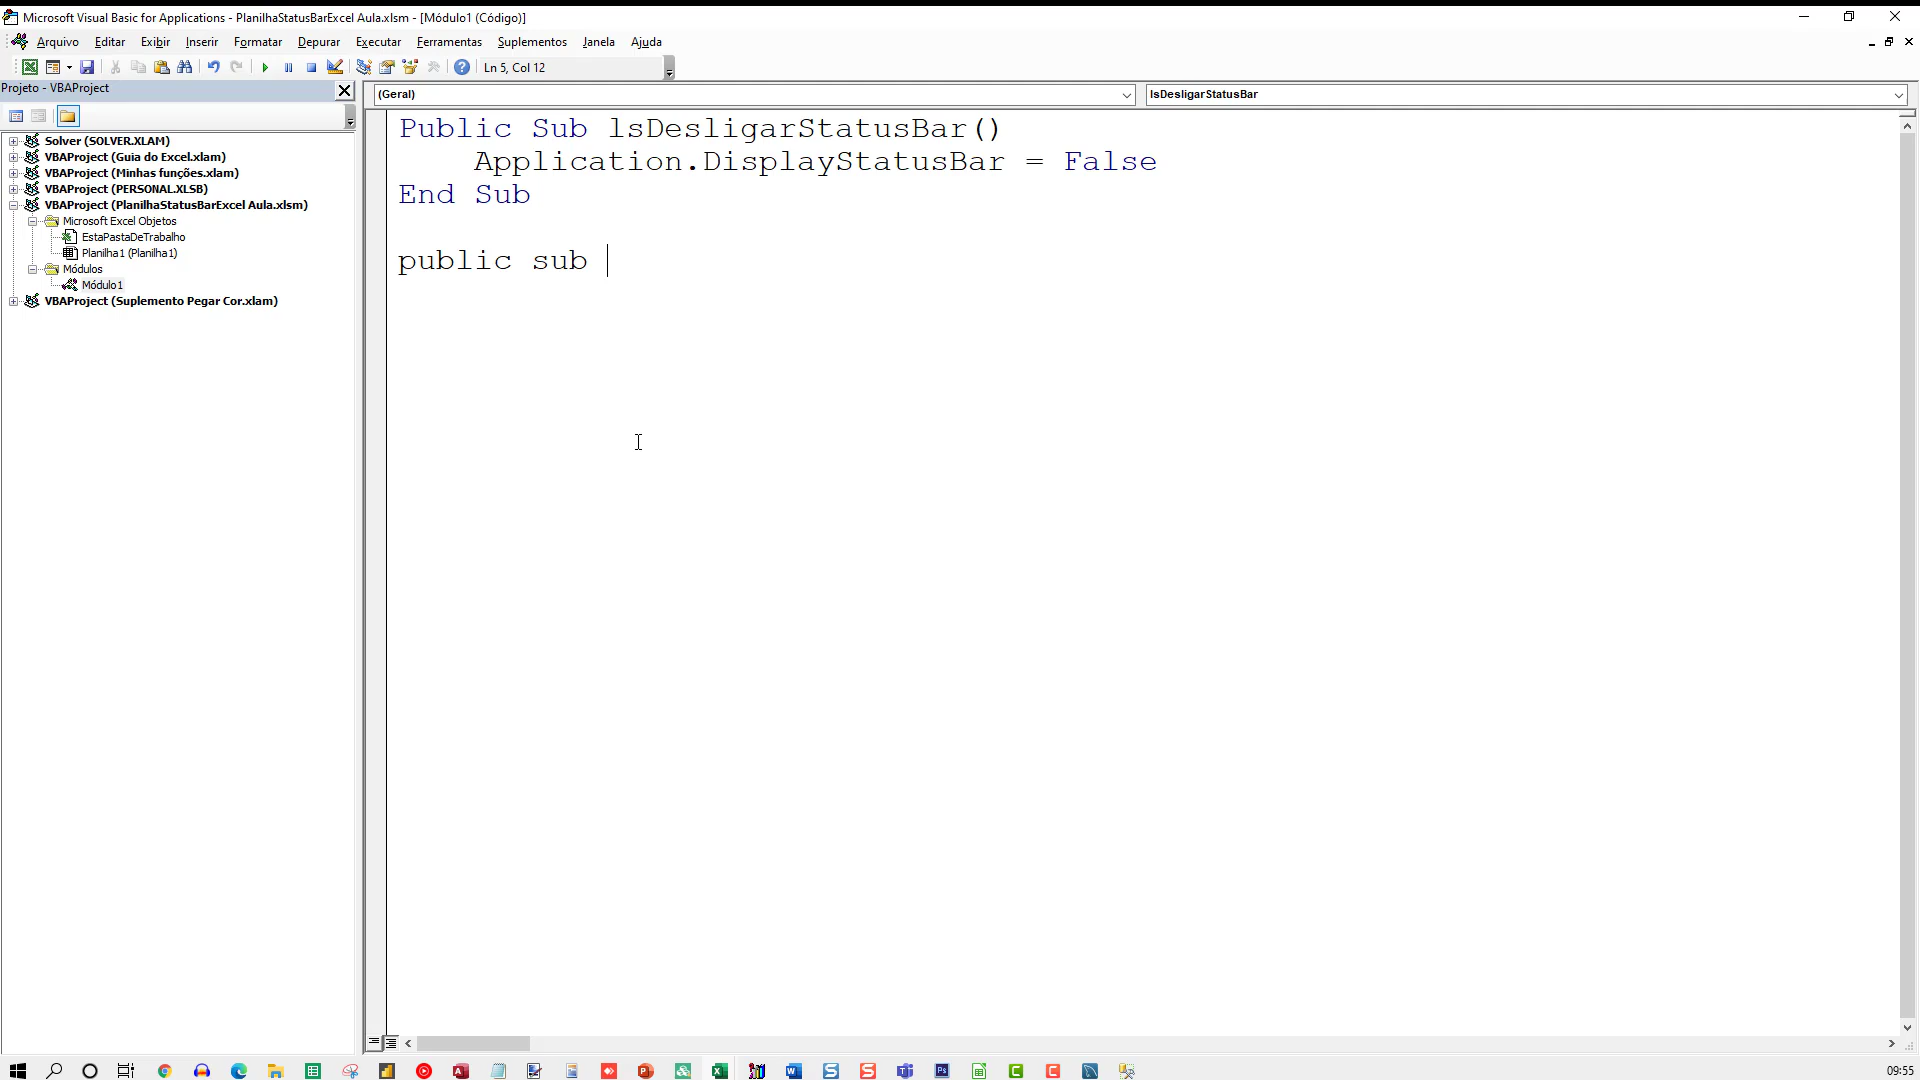 Microsoft Visual Basic for Applications - PlanilhaStatusBarExcel Aula.xlsm - [Módulo1 (Código)]
Arquivo Editar Exibir Inserir Formatar Depurar Executar Ferramentas Suplementos Janela Ajuda
Ln 5, Col 12
Projeto - VBAProject
(Geral)
lsDesligarStatusBar
Solver (SOLVER.XLAM)
VBAProject (Guia do Excel.xlam)
VBAProject (Minhas funções.xlam)
VBAProject (PERSONAL.XLSB)
VBAProject (PlanilhaStatusBarExcel Aula.xlsm)
Microsoft Excel Objetos
EstaPastaDeTrabalho
Planilha1 (Planilha1)
Módulos
Módulo1
VBAProject (Suplemento Pegar Cor.xlam)
Public Sub lsDesligarStatusBar()
Application.DisplayStatusBar = False
End Sub
public sub
09:55